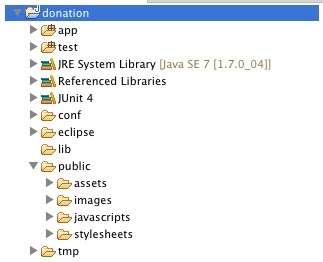 donation
app
test
JRE System Library [Java SE 7 [1.7.0_04]]
Referenced Libraries
JUnit 4
conf
eclipse
lib
public
assets
images
javascripts
stylesheets
tmp